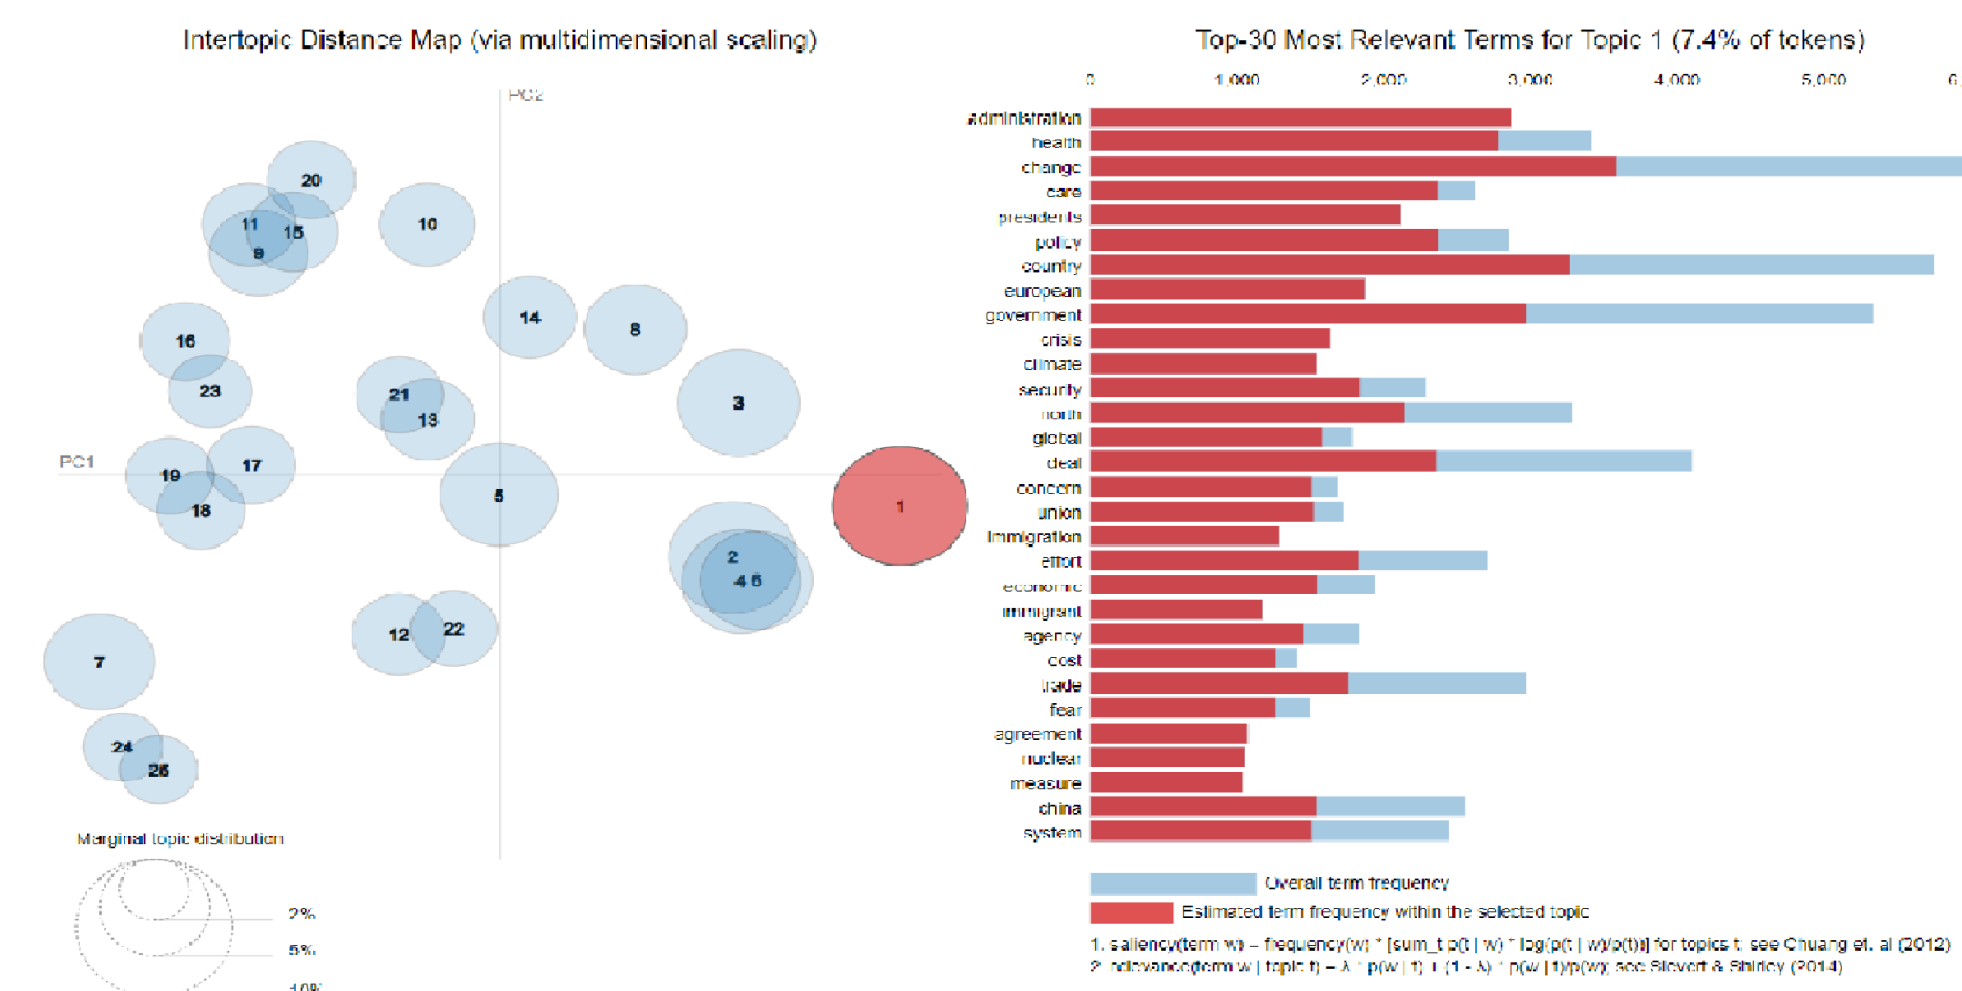 Intertopic Distance Map (via multidimensional scaling)
PC2
20
11
15
9
10
14
8
16
23
21
13
3
PC1
19
17
18
5
1
2
4 6
12
22
7
24
25
Marginal topic distribution
2%
5%
10%
Top-30 Most Relevant Terms for Topic 1 (7.4% of tokens)
0 1,000 2,000 3,000 4,000 5,000 6,
administration
health
change
care
presidents
policy
country
european
government
crisis
climate
security
north
global
deal
concern
union
immigration
effort
economic
immigrant
agency
cost
trade
fear
agreement
nuclear
measure
china
system
Overall term frequency
Estimated term frequency within the selected topic
1. saliency(term w) = frequency(w) * [sum_t p(t | w) * log(p(t | w)/p(t))] for topics t; see Chuang et. al (2012)
2. relevance(term w | topic t) = λ * p(w | t) + (1 - λ) * p(w | t)/p(w); see Sievert & Shirley (2014)